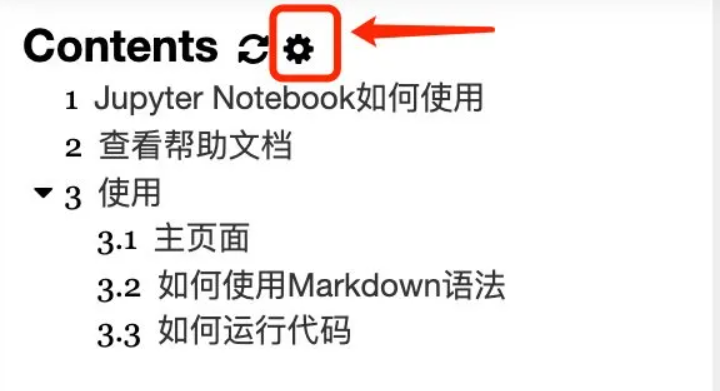 Contents
1 Jupyter Notebook如何使用
2 查看帮助文档
3 使用
3.1 主页面
3.2 如何使用Markdown语法
3.3 如何运行代码